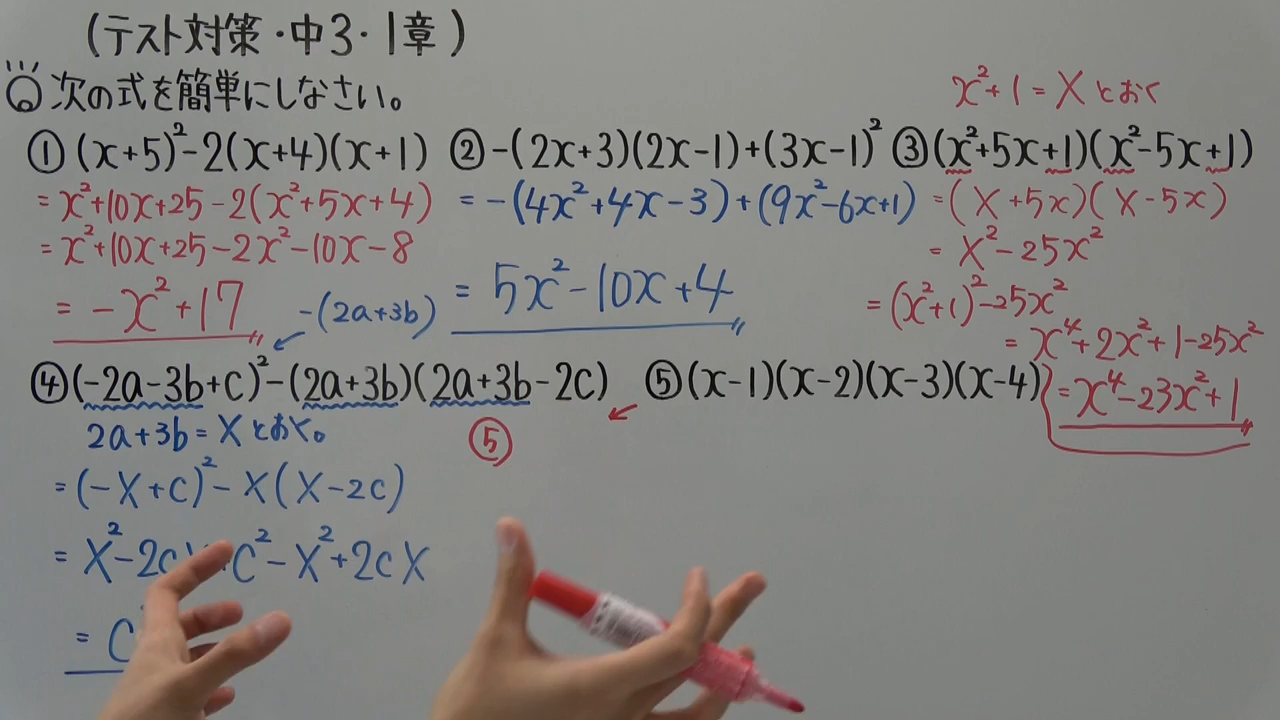 (テスト対策・中3・1章)
次の式を簡単にしなさい。
① (x+5)²-2(x+4)(x+1)
=x²+10x+25-2(x²+5x+4)
=x²+10x+25-2x²-10x-8
=-x²+17
② -(2x+3)(2x-1)+(3x-1)²
=-(4x²+4x-3)+(9x²-6x+1)
=5x²-10x+4
x²+1=Xとおく
③ (x²+5x+1)(x²-5x+1)
=(X+5x)(X-5x)
=X²-25x²
=(x²+1)²-25x²
=x⁴+2x²+1-25x²
=x⁴-23x²+1
-(2a+3b)
④ (-2a-3b+c)²-(2a+3b)(2a+3b-2c)
2a+3b=Xとおく。
=(-X+c)²-X(X-2c)
=X²-2c c²-X²+2cX
=c
⑤ (x-1)(x-2)(x-3)(x-4)
⑤